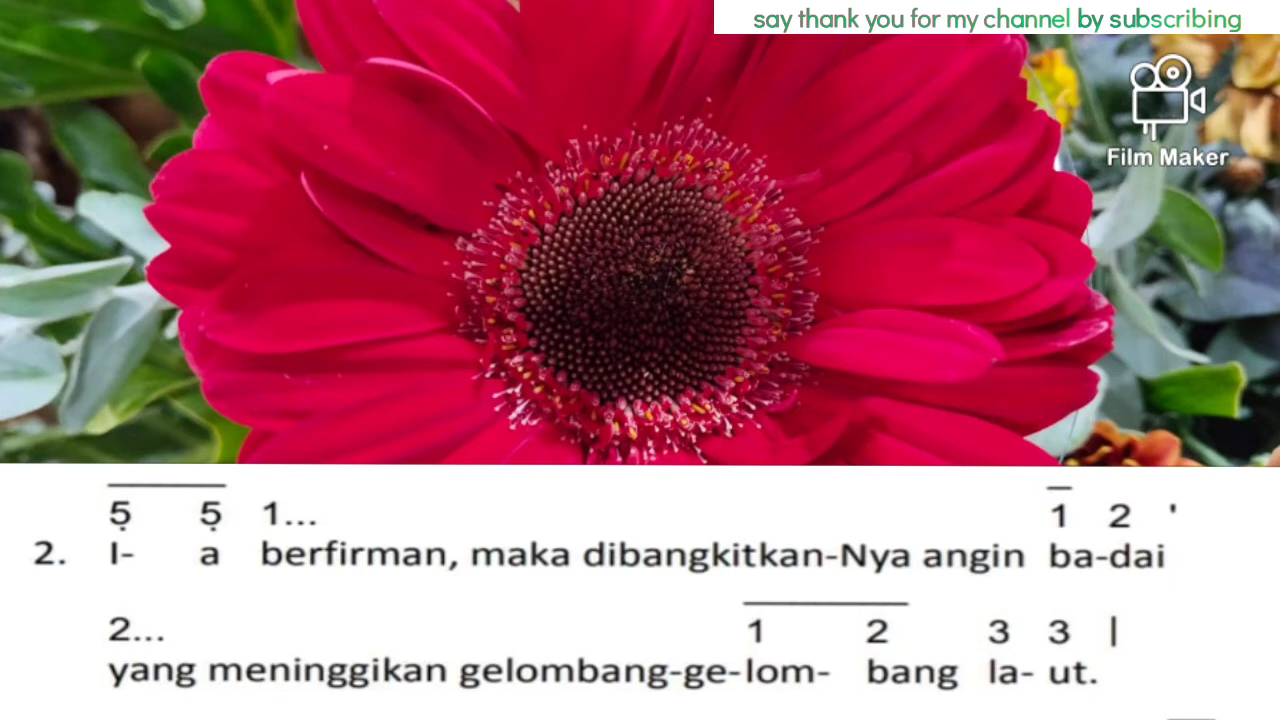 say thank you for my channel by subscribing
Film Maker
5̣ 5̣ 1... 1 2 '
2. I- a berfirman, maka dibangkitkan-Nya angin ba-dai
2... 1 2 3 3 |
yang meninggikan gelombang-ge-lom- bang la- ut.